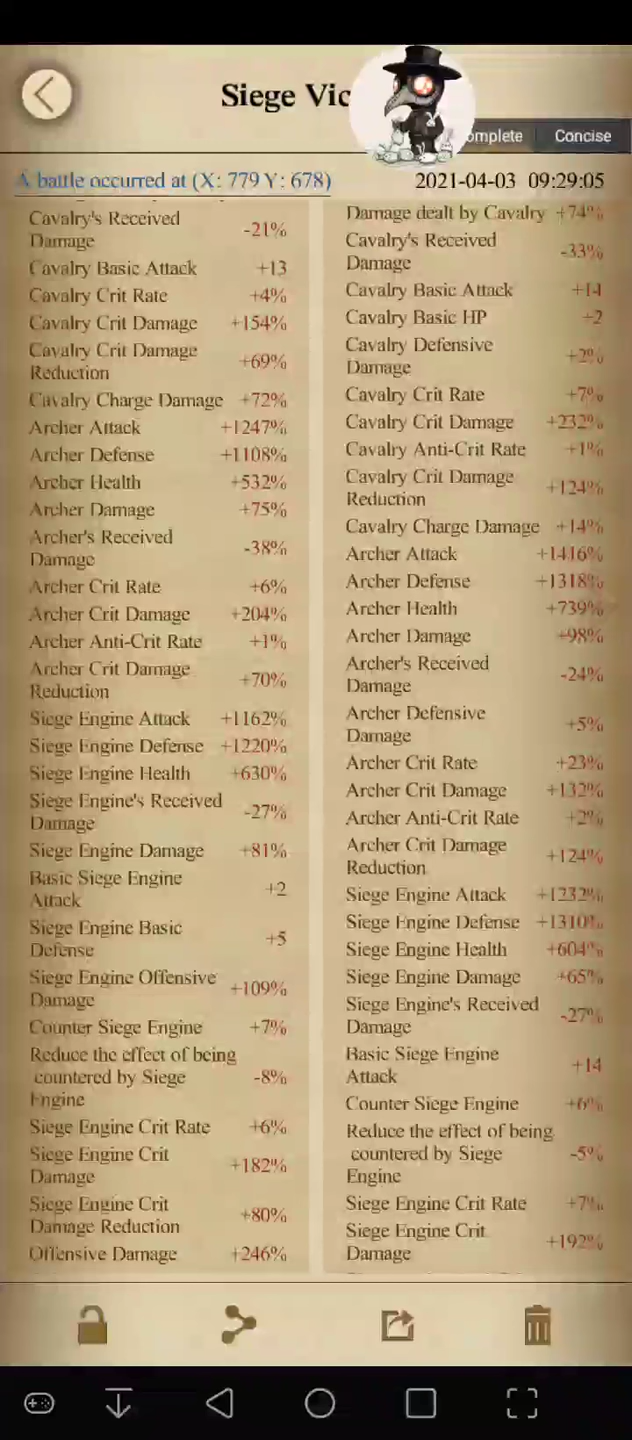 Siege Vic
omplete
Concise
A battle occurred at (X: 779 Y: 678)
2021-04-03 09:29:05
Cavalry's Received
Damage
-21%
Cavalry Basic Attack +13
Cavalry Crit Rate +4%
Cavalry Crit Damage +154%
Cavalry Crit Damage
Reduction
+69%
Cavalry Charge Damage +72%
Archer Attack +1247%
Archer Defense +1108%
Archer Health +532%
Archer Damage +75%
Archer's Received
Damage
-38%
Archer Crit Rate +6%
Archer Crit Damage +204%
Archer Anti-Crit Rate +1%
Archer Crit Damage
Reduction
+70%
Siege Engine Attack +1162%
Siege Engine Defense +1220%
Siege Engine Health +630%
Siege Engine's Received
Damage
-27%
Siege Engine Damage +81%
Basic Siege Engine
Attack
+2
Siege Engine Basic
Defense
+5
Siege Engine Offensive
Damage
+109%
Counter Siege Engine +7%
Reduce the effect of being
countered by Siege
Engine
-8%
Siege Engine Crit Rate +6%
Siege Engine Crit
Damage
+182%
Siege Engine Crit
Damage Reduction
+80%
Offensive Damage +246%
Damage dealt by Cavalry +74%
Cavalry's Received
Damage
-33%
Cavalry Basic Attack +14
Cavalry Basic HP +2
Cavalry Defensive
Damage
+2%
Cavalry Crit Rate +7%
Cavalry Crit Damage +232%
Cavalry Anti-Crit Rate +1%
Cavalry Crit Damage
Reduction
+124%
Cavalry Charge Damage +14%
Archer Attack +1416%
Archer Defense +1318%
Archer Health +739%
Archer Damage +98%
Archer's Received
Damage
-24%
Archer Defensive
Damage
+5%
Archer Crit Rate +23%
Archer Crit Damage +132%
Archer Anti-Crit Rate +2%
Archer Crit Damage
Reduction
+124%
Siege Engine Attack +1232%
Siege Engine Defense +1310%
Siege Engine Health +604%
Siege Engine Damage +65%
Siege Engine's Received
Damage
-27%
Basic Siege Engine
Attack
+14
Counter Siege Engine +6%
Reduce the effect of being
countered by Siege
Engine
-5%
Siege Engine Crit Rate +7%
Siege Engine Crit
Damage
+192%